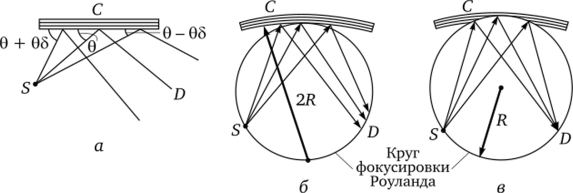 C
θ + θδ
θ
θ − θδ
S
D
а
C
2R
S
D
б
Круг
фокусировки
Роуланда
C
R
S
D
в